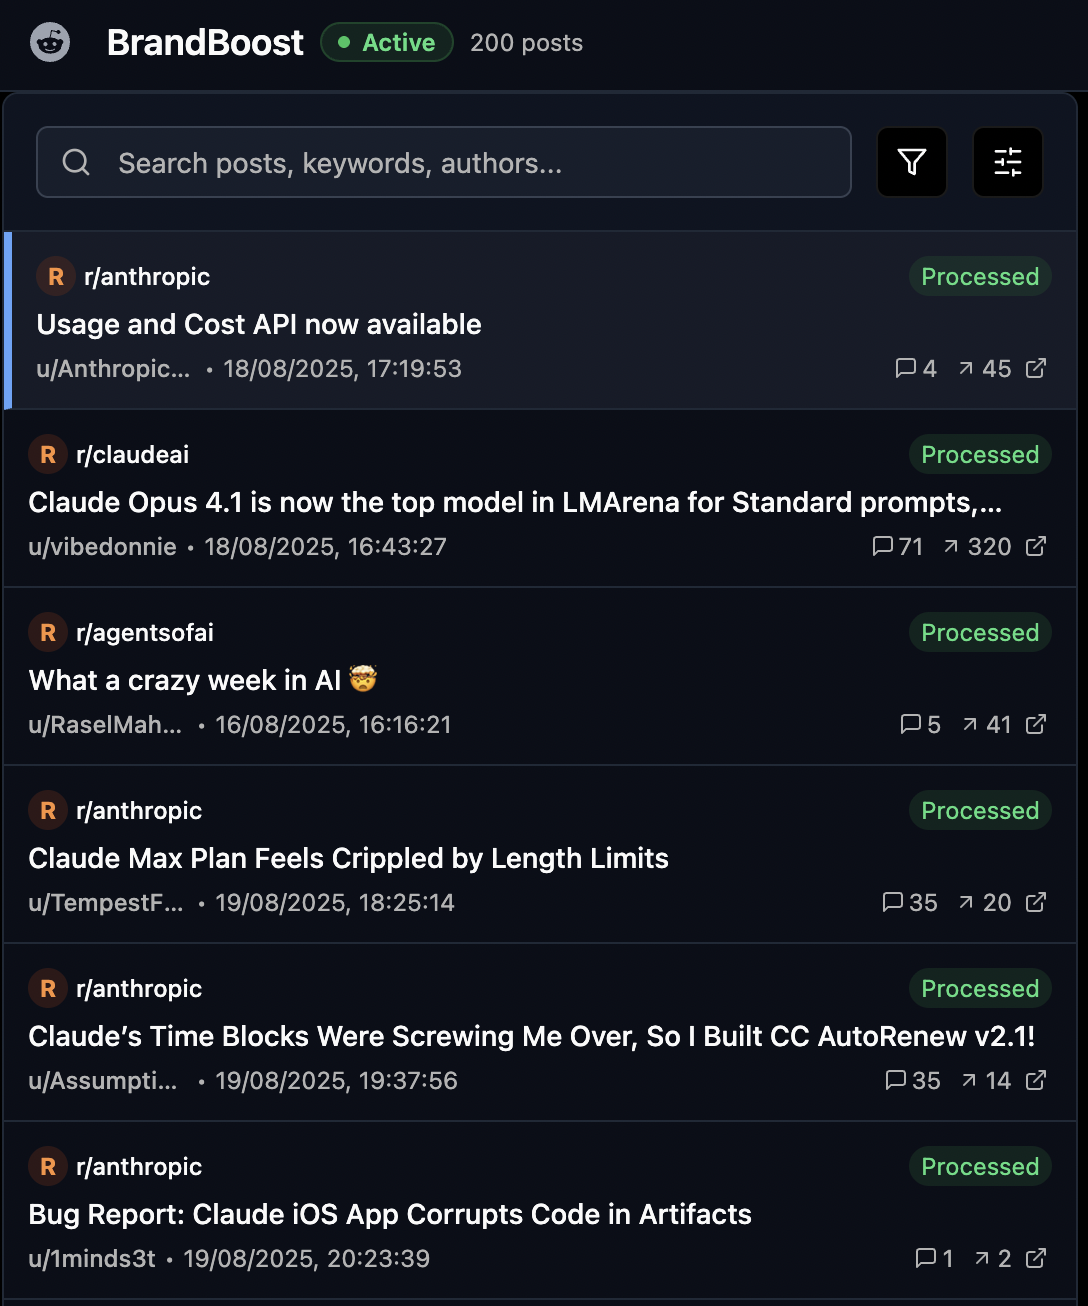 BrandBoost Active 200 posts
Search posts, keywords, authors...
R r/anthropic Processed
Usage and Cost API now available
u/Anthropic... • 18/08/2025, 17:19:53 4 45
R r/claudeai Processed
Claude Opus 4.1 is now the top model in LMArena for Standard prompts,...
u/vibedonnie • 18/08/2025, 16:43:27 71 320
R r/agentsofai Processed
What a crazy week in AI 🤯
u/RaselMah... • 16/08/2025, 16:16:21 5 41
R r/anthropic Processed
Claude Max Plan Feels Crippled by Length Limits
u/TempestF... • 19/08/2025, 18:25:14 35 20
R r/anthropic Processed
Claude’s Time Blocks Were Screwing Me Over, So I Built CC AutoRenew v2.1!
u/Assumpti... • 19/08/2025, 19:37:56 35 14
R r/anthropic Processed
Bug Report: Claude iOS App Corrupts Code in Artifacts
u/1minds3t • 19/08/2025, 20:23:39 1 2